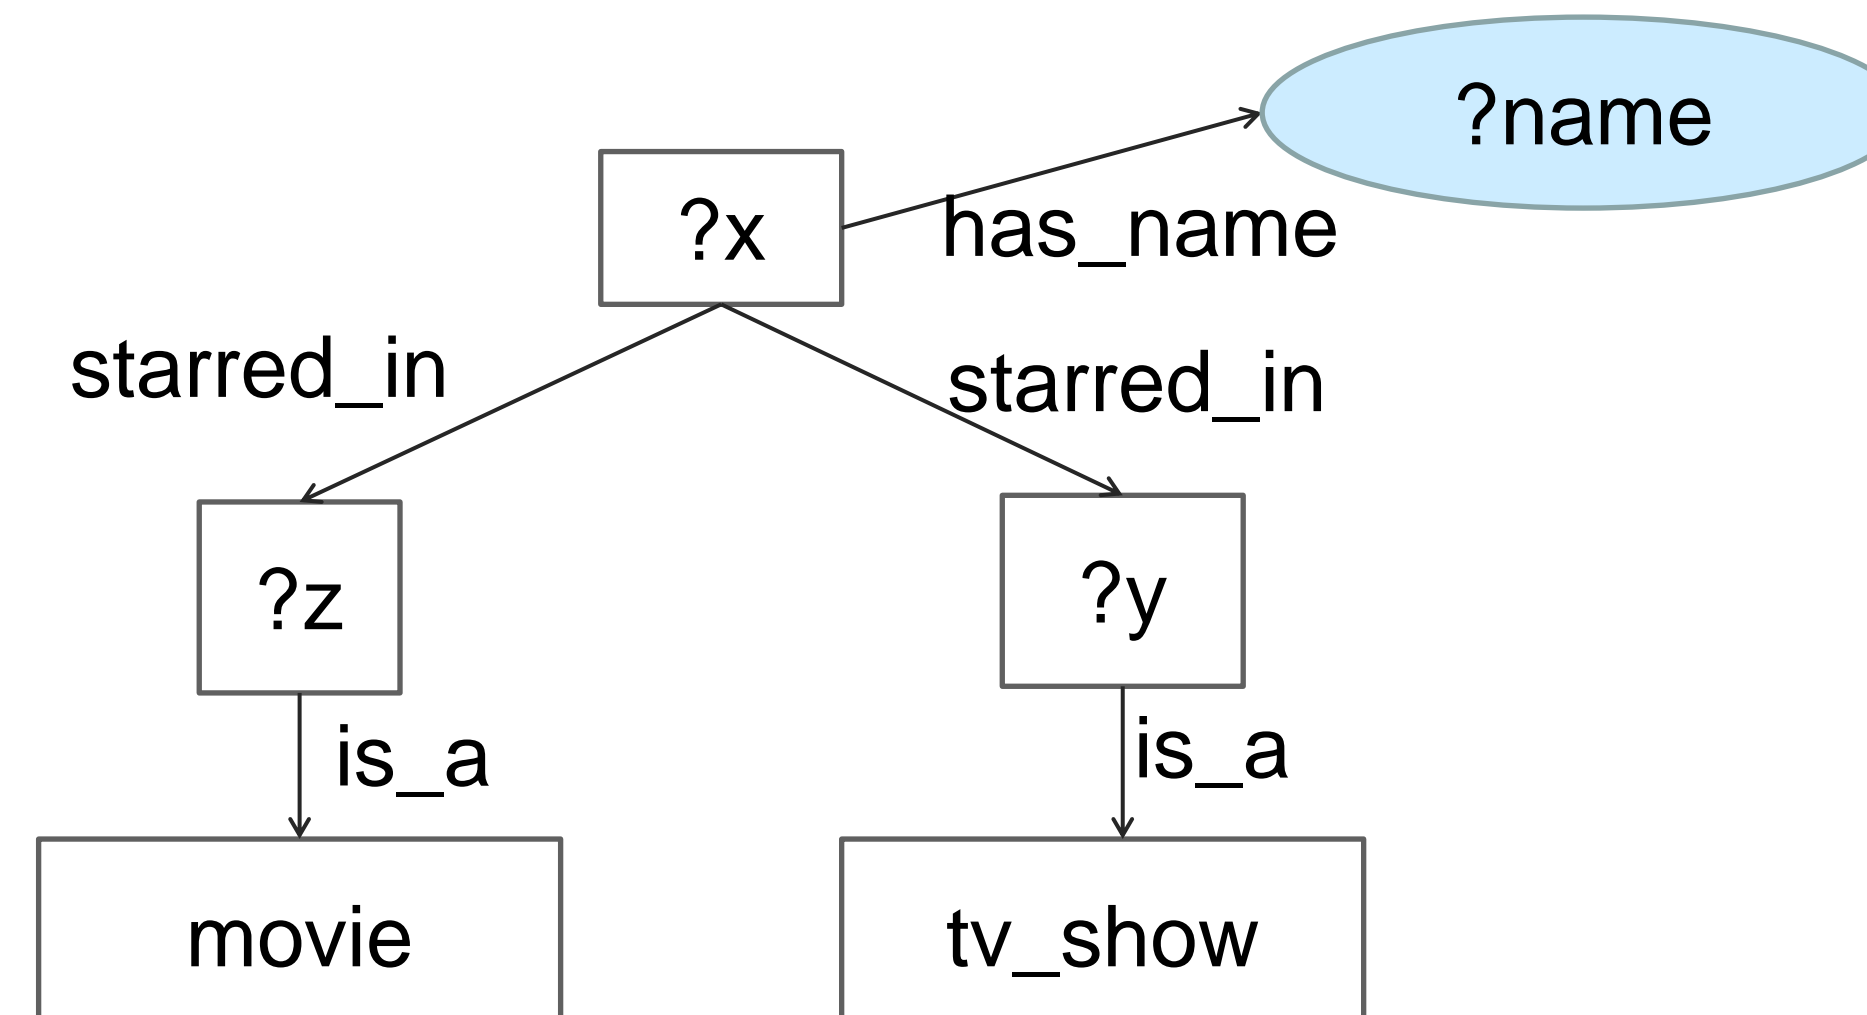 ?name
?x
has_name
starred_in
starred_in
?z
?y
is_a
is_a
movie
tv_show